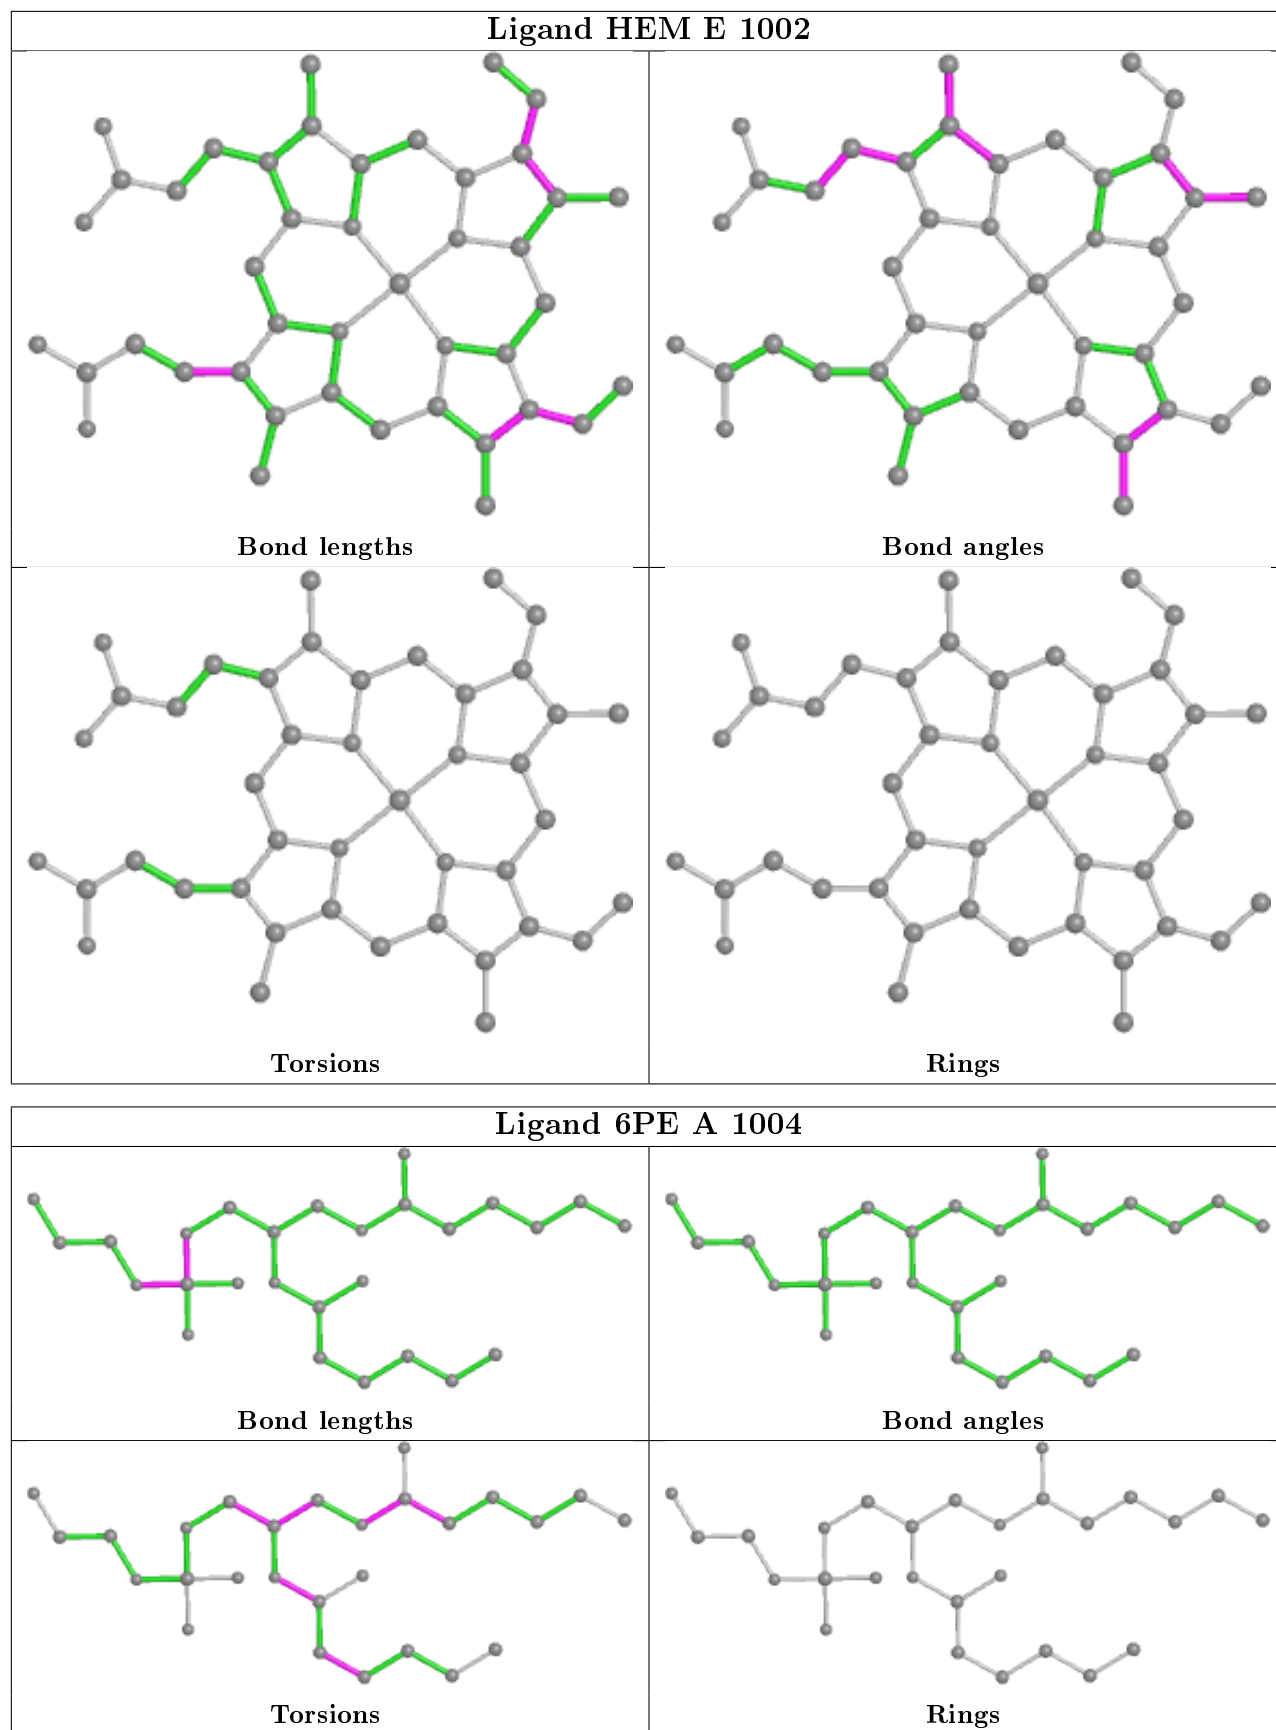 Ligand HEM E 1002
Bond lengths
Bond angles
Torsions
Rings
Ligand 6PE A 1004
Bond lengths
Bond angles
Torsions
Rings